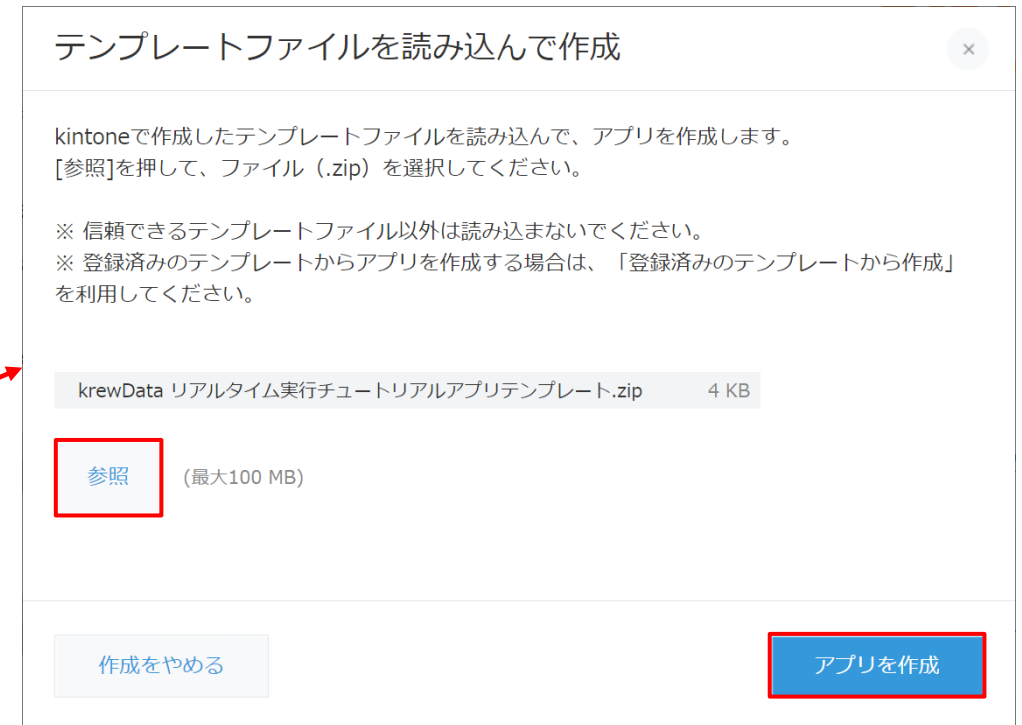 テンプレートファイルを読み込んで作成
×
kintoneで作成したテンプレートファイルを読み込んで、アプリを作成します。
[参照]を押して、ファイル（.zip）を選択してください。
※ 信頼できるテンプレートファイル以外は読み込まないでください。
※ 登録済みのテンプレートからアプリを作成する場合は、「登録済みのテンプレートから作成」
を利用してください。
krewData リアルタイム実行チュートリアルアプリテンプレート.zip 4 KB
参照 (最大100 MB)
作成をやめる アプリを作成